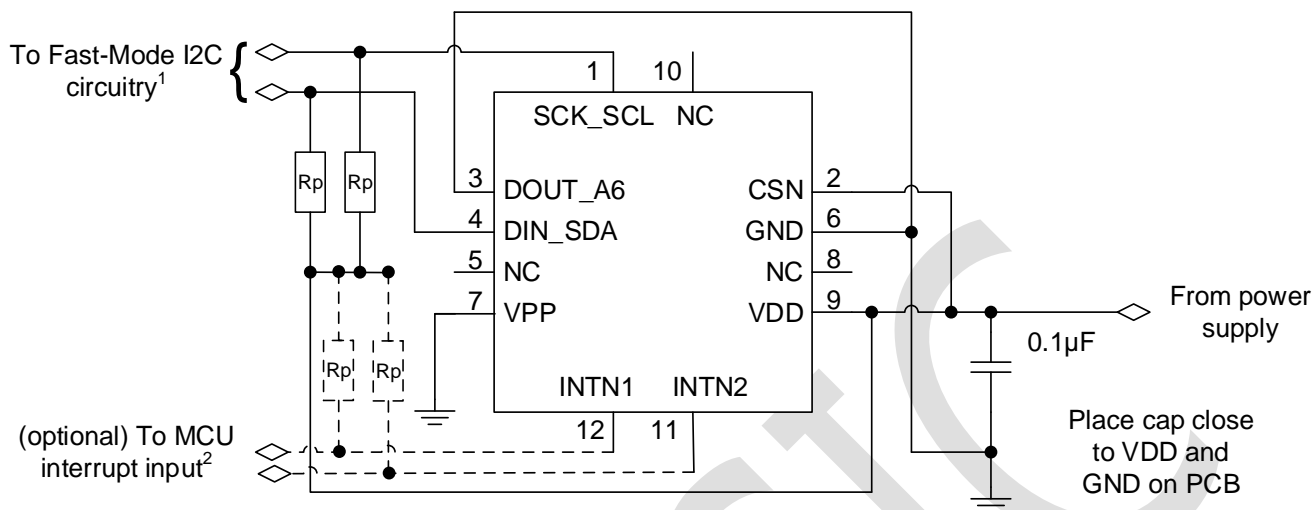 To Fast-Mode I2C
circuitry1
{
1
10
SCK_SCL
NC
Rp
Rp
3
DOUT_A6
CSN
2
4
DIN_SDA
GND
6
5
NC
NC
8
7
VPP
VDD
9
From power
supply
0.1µF
Rp
Rp
INTN1
INTN2
12
11
(optional) To MCU
interrupt input2
Place cap close
to VDD and
GND on PCB